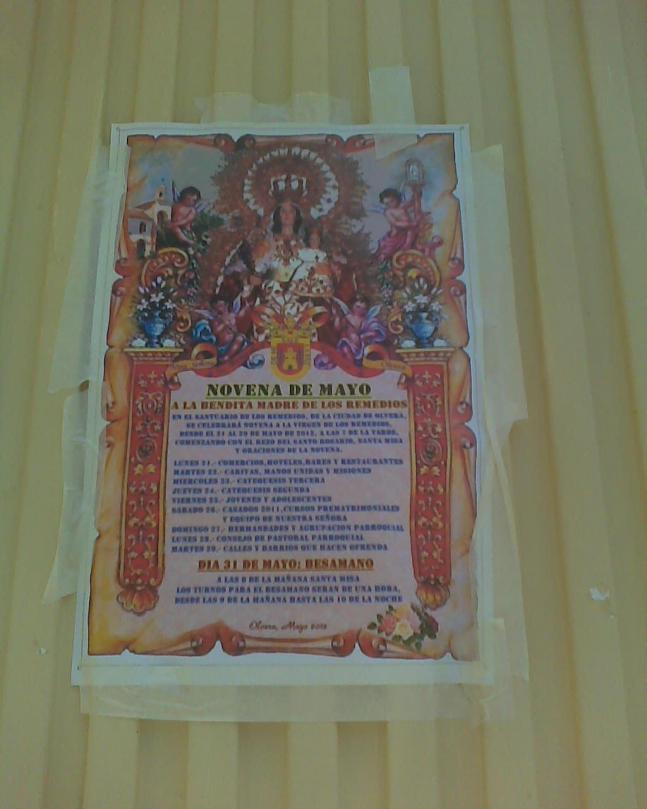 NOVENA DE MAYO
A LA BENDITA MADRE DE LOS REMEDIOS
EN EL SANTUARIO DE LOS REMEDIOS, DE LA CIUDAD DE OLVERA,
SE CELEBRARÁ NOVENA A LA VIRGEN DE LOS REMEDIOS,
DESDE EL 21 AL 29 DE MAYO DE 2012, A LAS 7 DE LA TARDE,
COMENZANDO CON EL REZO DEL SANTO ROSARIO, SANTA MISA
Y ORACIONES DE LA NOVENA.
LUNES 21.- COMERCIOS, HOTELES, BARES Y RESTAURANTES
MARTES 22.- CARITAS, MANOS UNIDAS Y MISIONES
MIERCOLES 23.- CATEQUESIS TERCERA
JUEVES 24.- CATEQUESIS SEGUNDA
VIERNES 25.- JOVENES Y ADOLESCENTES
SABADO 26.- CASADOS 2011, CURSOS PREMATRIMONIALES
Y EQUIPO DE NUESTRA SEÑORA
DOMINGO 27.- HERMANDADES Y AGRUPACION PARROQUIAL
LUNES 28.- CONSEJO DE PASTORAL PARROQUIAL
MARTES 29.- CALLES Y BARRIOS QUE HACEN OFRENDA
DIA 31 DE MAYO: BESAMANO
A LAS 8 DE LA MAÑANA SANTA MISA
LOS TURNOS PARA EL BESAMANO SERAN DE UNA HORA,
DESDE LAS 9 DE LA MAÑANA HASTA LAS 10 DE LA NOCHE
Olvera, Mayo 2012